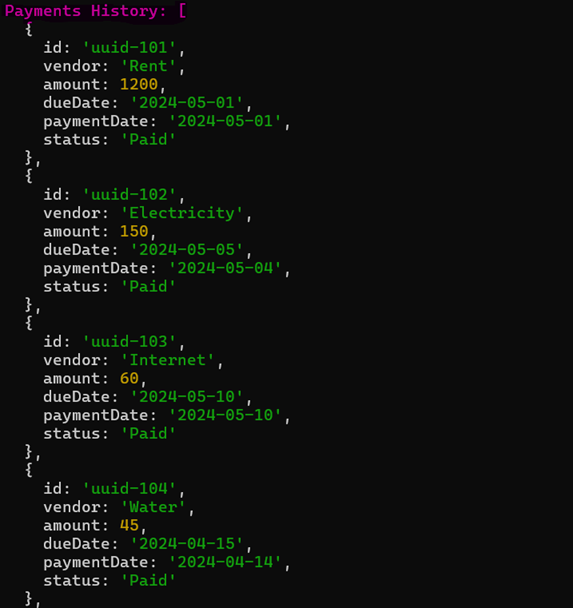 Payments History: [
  {
    id: 'uuid-101',
    vendor: 'Rent',
    amount: 1200,
    dueDate: '2024-05-01',
    paymentDate: '2024-05-01',
    status: 'Paid'
  },
  {
    id: 'uuid-102',
    vendor: 'Electricity',
    amount: 150,
    dueDate: '2024-05-05',
    paymentDate: '2024-05-04',
    status: 'Paid'
  },
  {
    id: 'uuid-103',
    vendor: 'Internet',
    amount: 60,
    dueDate: '2024-05-10',
    paymentDate: '2024-05-10',
    status: 'Paid'
  },
  {
    id: 'uuid-104',
    vendor: 'Water',
    amount: 45,
    dueDate: '2024-04-15',
    paymentDate: '2024-04-14',
    status: 'Paid'
  },